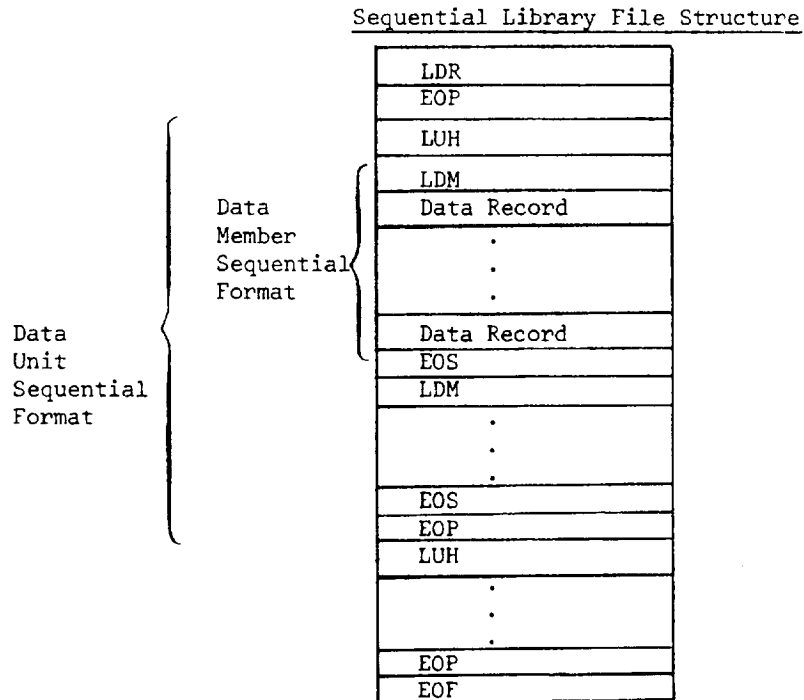 Sequential Library File Structure
LDR
EOP
LUH
LDM
Data Record
.
.
.
Data Record
EOS
LDM
.
.
.
EOS
EOP
LUH
.
.
.
EOP
EOF
Data
Member
Sequential
Format
Data
Unit
Sequential
Format